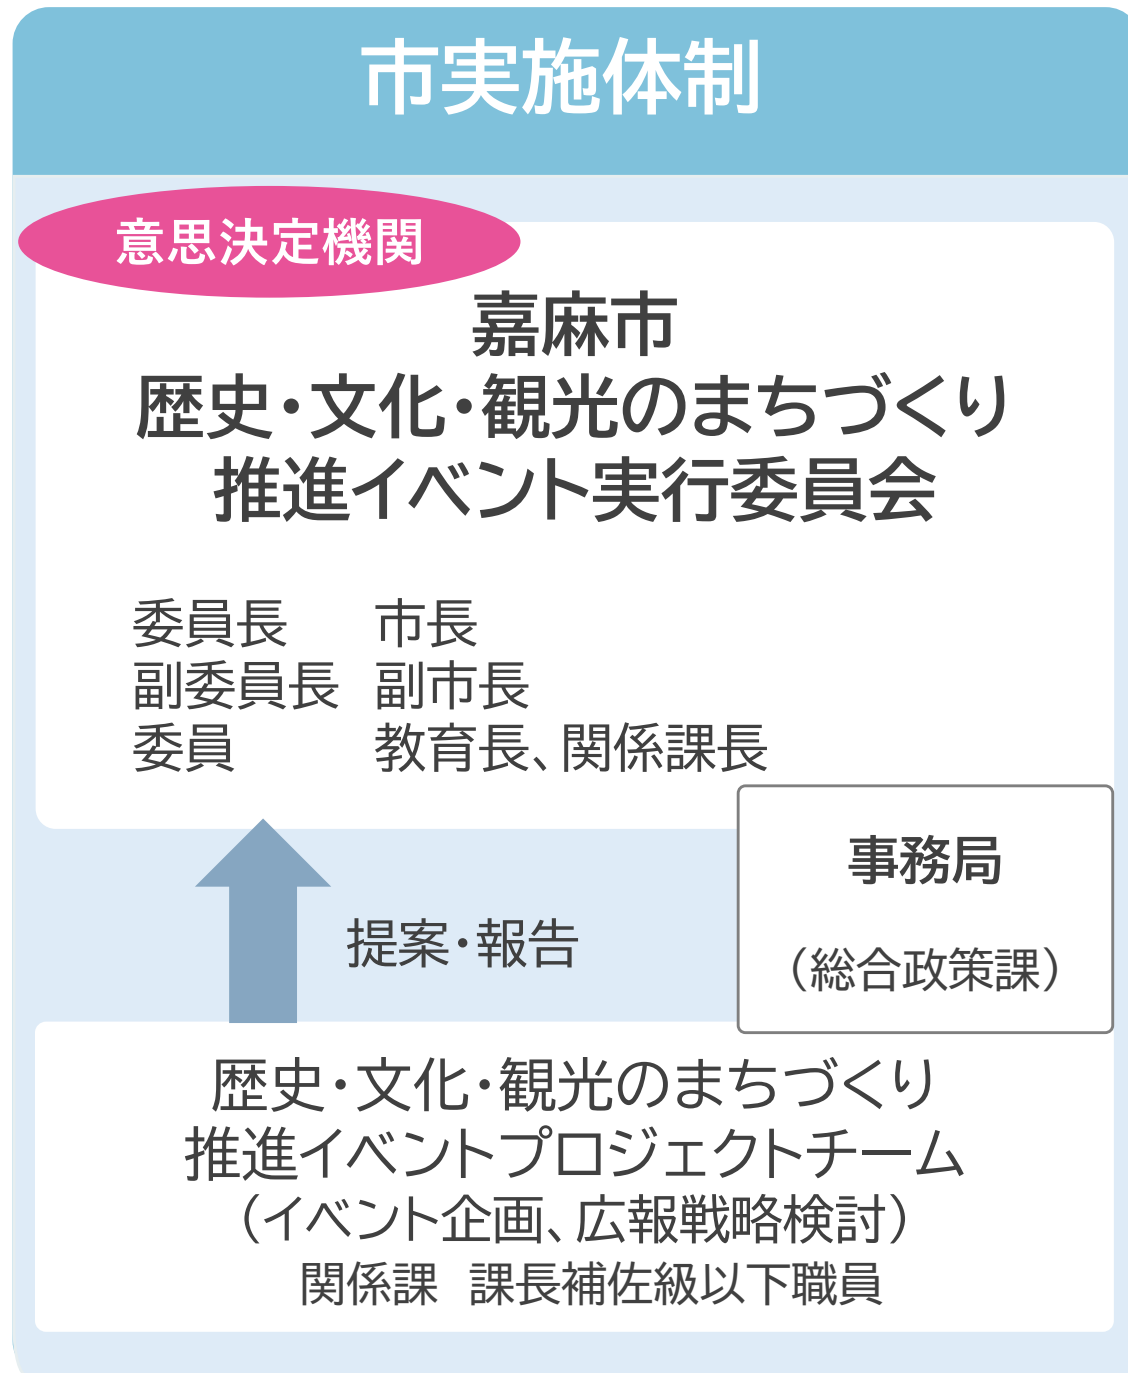 市実施体制
意思決定機関
嘉麻市
歴史・文化・観光のまちづくり
推進イベント実行委員会
委員長　市長
副委員長　副市長
委員　教育長、関係課長
事務局
（総合政策課）
提案・報告
歴史・文化・観光のまちづくり
推進イベントプロジェクトチーム
（イベント企画、広報戦略検討）
関係課　課長補佐級以下職員